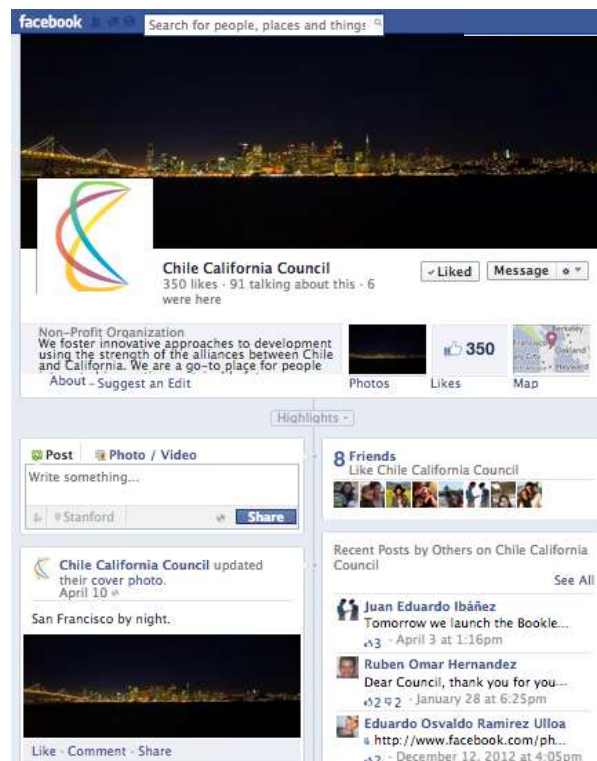 facebook
Search for people, places and things
Chile California Council
350 likes · 91 talking about this · 6
were here
✓Liked
Message
Non-Profit Organization
We foster innovative approaches to development
using the strength of the alliances between Chile
and California. We are a go-to place for people
About - Suggest an Edit
350
Berkeley
Francisco
Oakland
aly City
Hayward
Photos
Likes
Map
Highlights
Post
Photo / Video
Write something...
Stanford
Share
8 Friends
Like Chile California Council
Chile California Council updated
their cover photo.
April 10
San Francisco by night.
Like · Comment · Share
Recent Posts by Others on Chile California
Council
See All
Juan Eduardo Ibáñez
Tomorrow we launch the Bookle...
3 · April 3 at 1:16pm
Ruben Omar Hernandez
Dear Council, thank you for you...
2 2 · January 28 at 6:25pm
Eduardo Osvaldo Ramirez Ulloa
http://www.facebook.com/ph...
2 · December 12, 2012 at 4:05pm